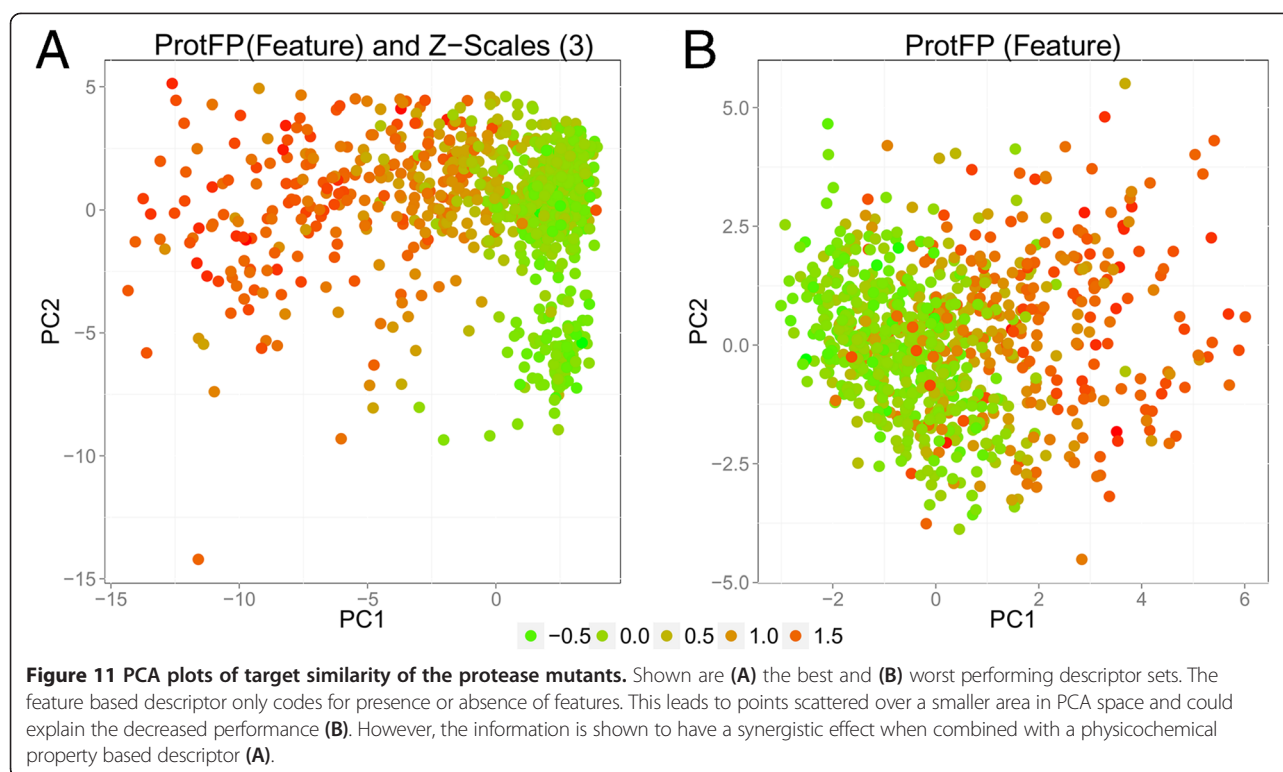 A
ProtFP(Feature) and Z−Scales (3)
5
0
−5
−10
−15
PC2
−15
−10
−5
0
PC1
B
ProtFP (Feature)
5.0
2.5
0.0
−2.5
−5.0
PC2
−2
0
2
4
6
PC1
−0.5 0.0 0.5 1.0 1.5
Figure 11 PCA plots of target similarity of the protease mutants. Shown are (A) the best and (B) worst performing descriptor sets. The
feature based descriptor only codes for presence or absence of features. This leads to points scattered over a smaller area in PCA space and could
explain the decreased performance (B). However, the information is shown to have a synergistic effect when combined with a physicochemical
property based descriptor (A).